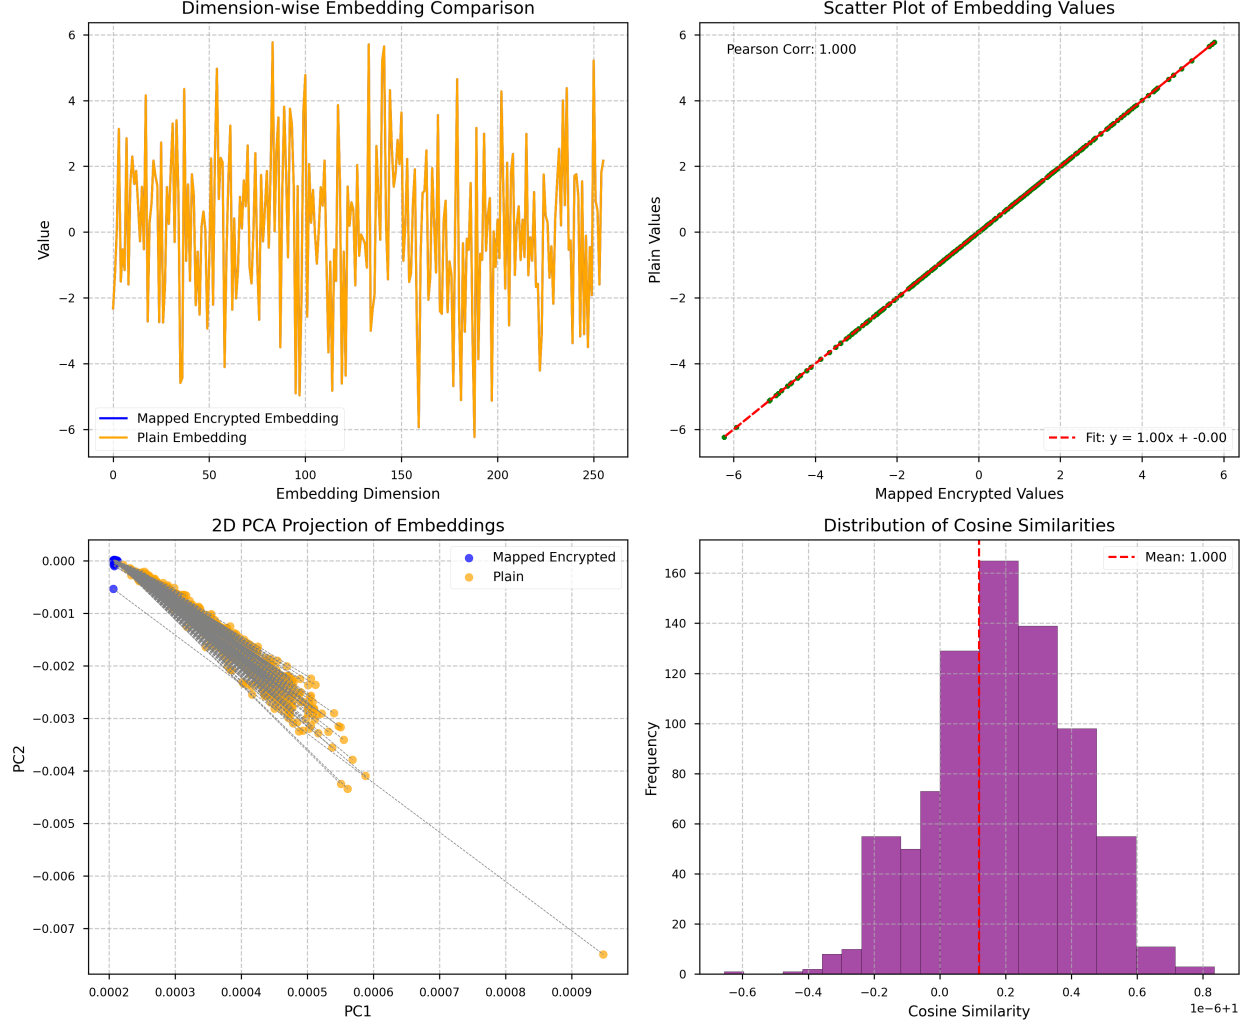 Dimension-wise Embedding Comparison
6
4
2
0
−2
−4
−6
Value
Mapped Encrypted Embedding
Plain Embedding
0 50 100 150 200 250
Embedding Dimension
Scatter Plot of Embedding Values
Pearson Corr: 1.000
6
4
2
0
−2
−4
−6
Plain Values
Fit: y = 1.00x + -0.00
−6 −4 −2 0 2 4 6
Mapped Encrypted Values
2D PCA Projection of Embeddings
Mapped Encrypted
Plain
0.000
−0.001
−0.002
−0.003
−0.004
−0.005
−0.006
−0.007
PC2
0.0002 0.0003 0.0004 0.0005 0.0006 0.0007 0.0008 0.0009
PC1
Distribution of Cosine Similarities
Mean: 1.000
160
140
120
100
80
60
40
20
0
Frequency
−0.6 −0.4 −0.2 0.0 0.2 0.4 0.6 0.8
1e−6+1
Cosine Similarity